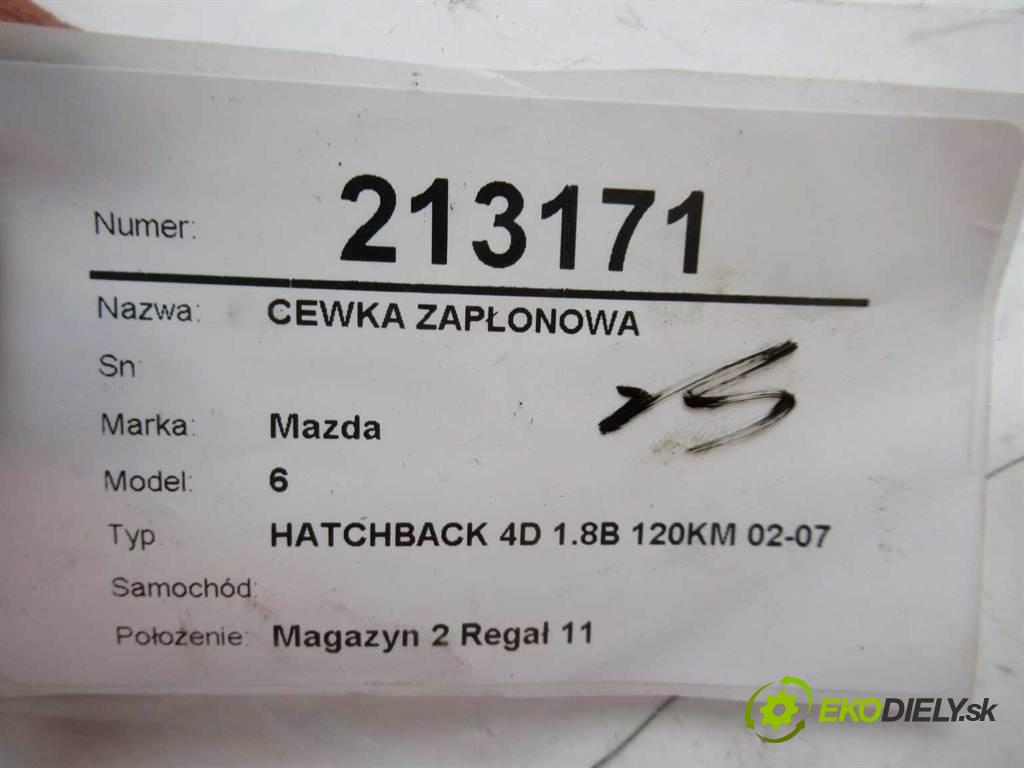 Numer: 213171
Nazwa: CEWKA ZAPŁONOWA
Sn:
Marka: Mazda
Model: 6
Typ HATCHBACK 4D 1.8B 120KM 02-07
Samochód:
Położenie: Magazyn 2 Regał 11
EKODIELY.sk